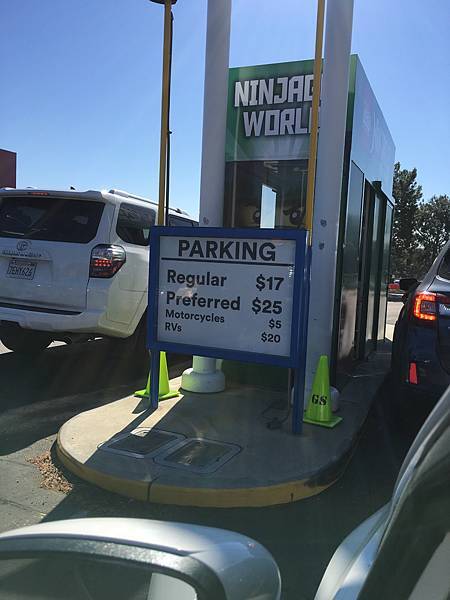 NINJAG
WORL
PARKING
Regular $17
Preferred $25
Motorcycles $5
RVs $20
GS